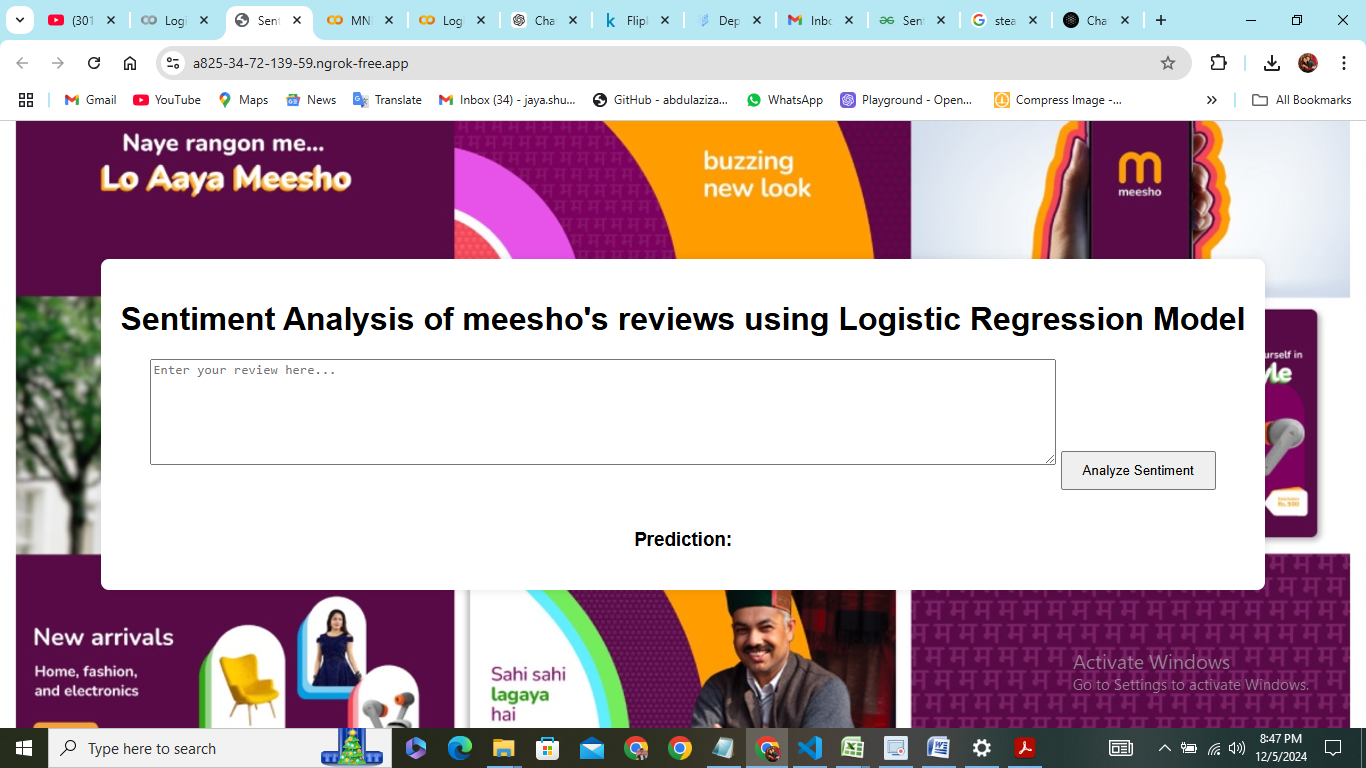 (301
Logi
Sent
MNI
Logi
Cha
Flipl
Dep
Inbo
Sen
stea
Cha
a825-34-72-139-59.ngrok-free.app
Gmail
YouTube
Maps
News
Translate
Inbox (34) - jaya.shu...
GitHub - abdulaziza...
WhatsApp
Playground - Open...
Compress Image -...
All Bookmarks
Naye rangon me...
Lo Aaya Meesho
buzzing
new look
meesho
Sentiment Analysis of meesho's reviews using Logistic Regression Model
Enter your review here...
Analyze Sentiment
Prediction:
urself in
yle
New arrivals
Home, fashion,
and electronics
Sahi sahi
lagaya
hai
Activate Windows
Go to Settings to activate Windows.
Type here to search
8:47 PM
12/5/2024